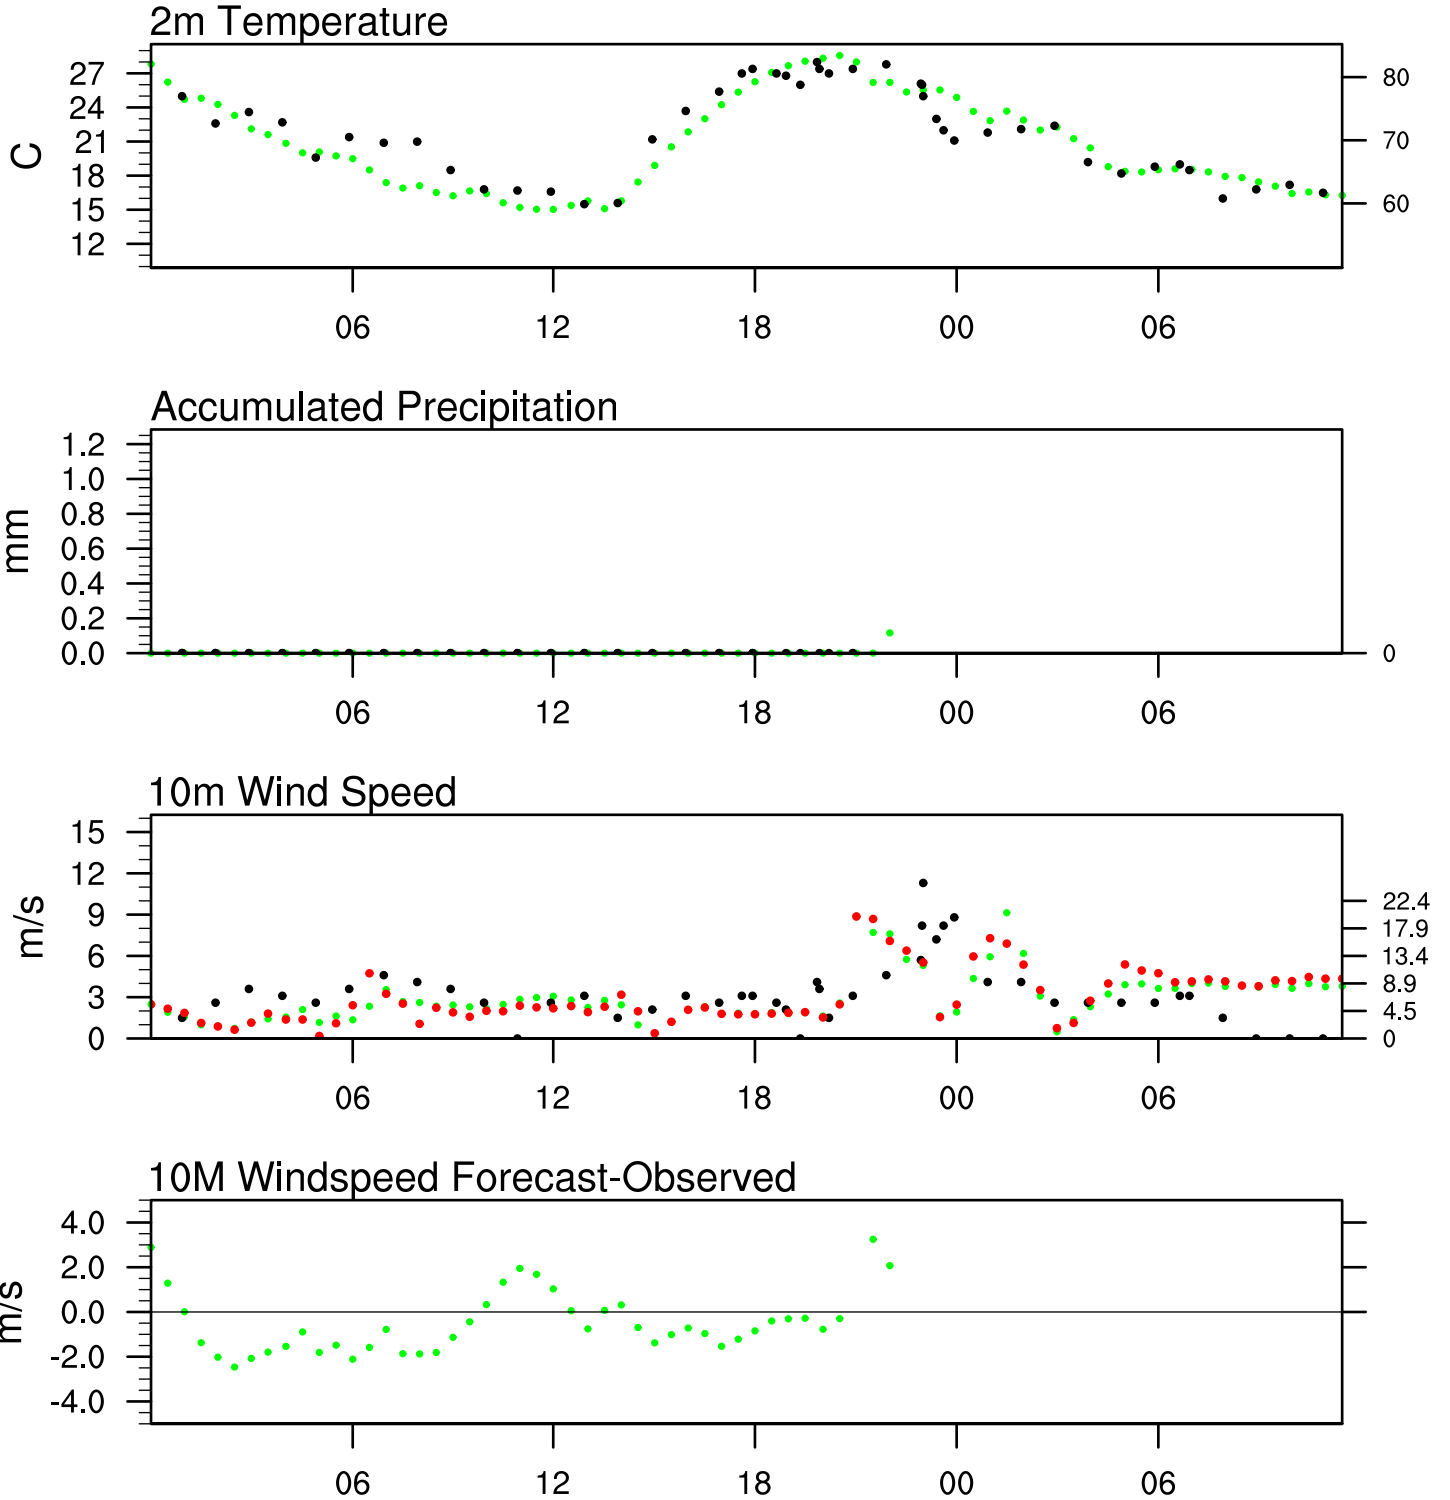 2m Temperature
27
24
21
18
15
12
C
80
70
60
06 12 18 00 06
Accumulated Precipitation
1.2
1.0
0.8
0.6
0.4
0.2
0.0
mm
0
06 12 18 00 06
10m Wind Speed
15
12
9
6
3
0
m/s
22.4
17.9
13.4
8.9
4.5
0
06 12 18 00 06
10M Windspeed Forecast-Observed
4.0
2.0
0.0
-2.0
-4.0
m/s
06 12 18 00 06